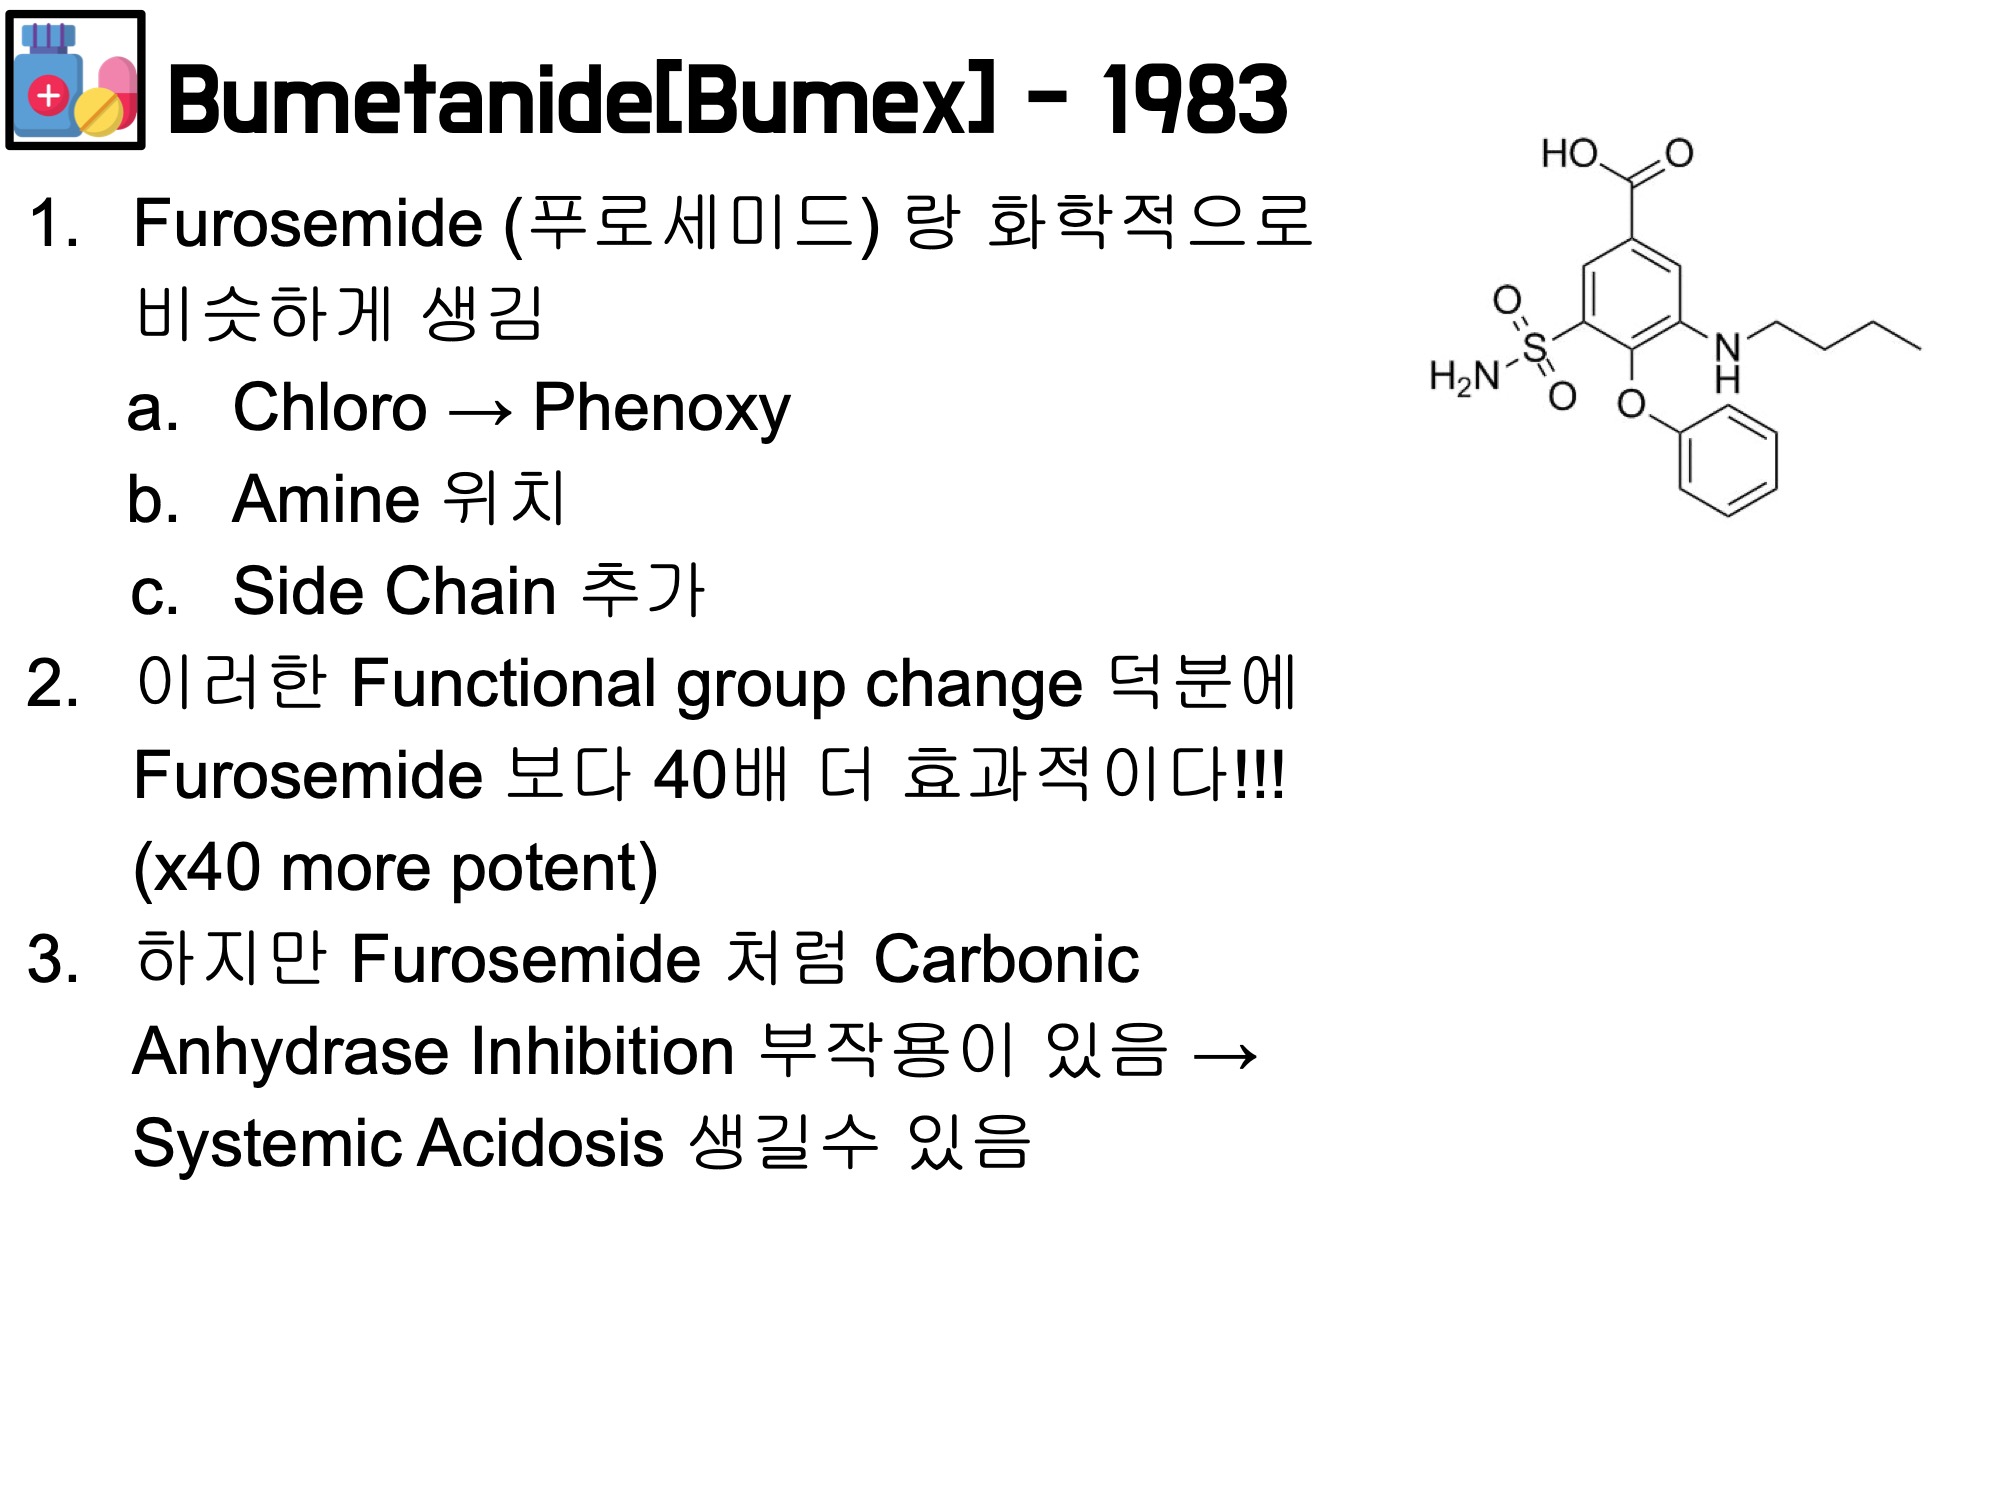 Bumetanide[Bumex] - 1983
1. Furosemide (푸로세미드) 랑 화학적으로
비슷하게 생김
a. Chloro → Phenoxy
b. Amine 위치
c. Side Chain 추가
2. 이러한 Functional group change 덕분에
Furosemide 보다 40배 더 효과적이다!!!
(x40 more potent)
3. 하지만 Furosemide 처럼 Carbonic
Anhydrase Inhibition 부작용이 있음 →
Systemic Acidosis 생길수 있음
HO
O
O
S
H₂N
O
N
H
O